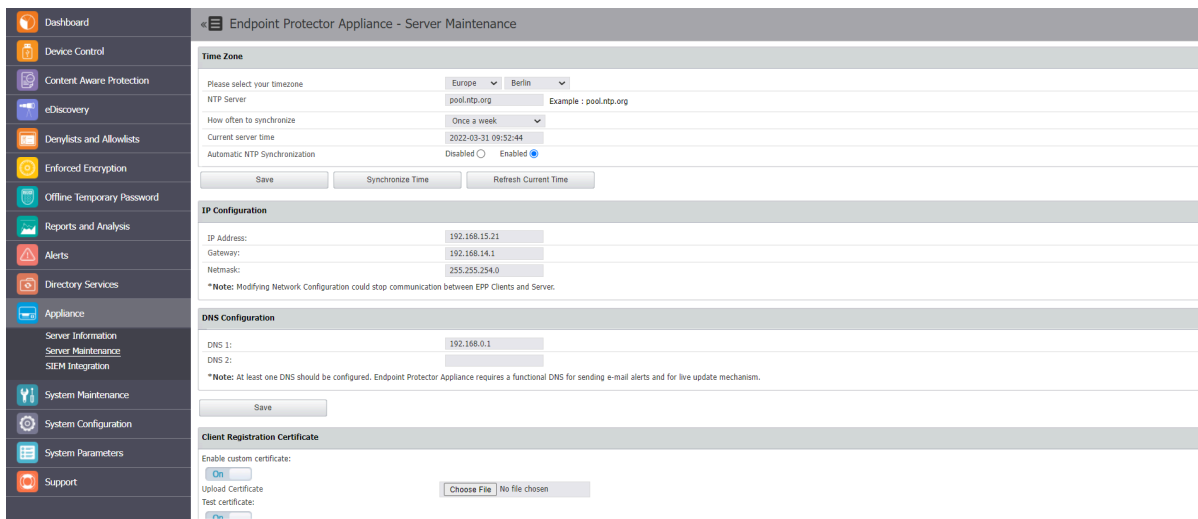 Dashboard
Device Control
Content Aware Protection
eDiscovery
Denylists and Allowlists
Enforced Encryption
Offline Temporary Password
Reports and Analysis
Alerts
Directory Services
Appliance
Server Information
Server Maintenance
SIEM Integration
System Maintenance
System Configuration
System Parameters
Support
Endpoint Protector Appliance - Server Maintenance
Time Zone
Please select your timezone Europe Berlin
NTP Server pool.ntp.org Example : pool.ntp.org
How often to synchronize Once a week
Current server time 2022-03-31 09:52:44
Automatic NTP Synchronization Disabled Enabled
Save Synchronize Time Refresh Current Time
IP Configuration
IP Address: 192.168.15.21
Gateway: 192.168.14.1
Netmask: 255.255.254.0
*Note: Modifying Network Configuration could stop communication between EPP Clients and Server.
DNS Configuration
DNS 1: 192.168.0.1
DNS 2:
*Note: At least one DNS should be configured. Endpoint Protector Appliance requires a functional DNS for sending e-mail alerts and for live update mechanism.
Save
Client Registration Certificate
Enable custom certificate:
On
Upload Certificate Choose File No file chosen
Test certificate:
On